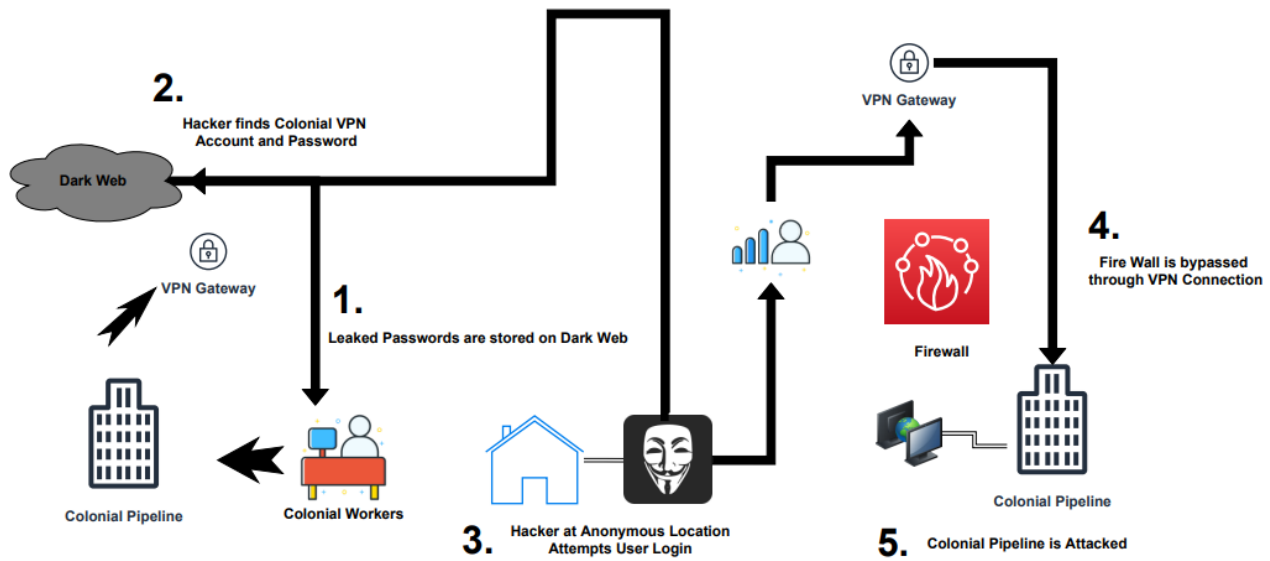 2.
Hacker finds Colonial VPN
Account and Password
Dark Web
VPN Gateway
1.
Leaked Passwords are stored on Dark Web
Colonial Pipeline
Colonial Workers
3.
Hacker at Anonymous Location
Attempts User Login
VPN Gateway
4.
Fire Wall is bypassed
through VPN Connection
Firewall
Colonial Pipeline
5.
Colonial Pipeline is Attacked